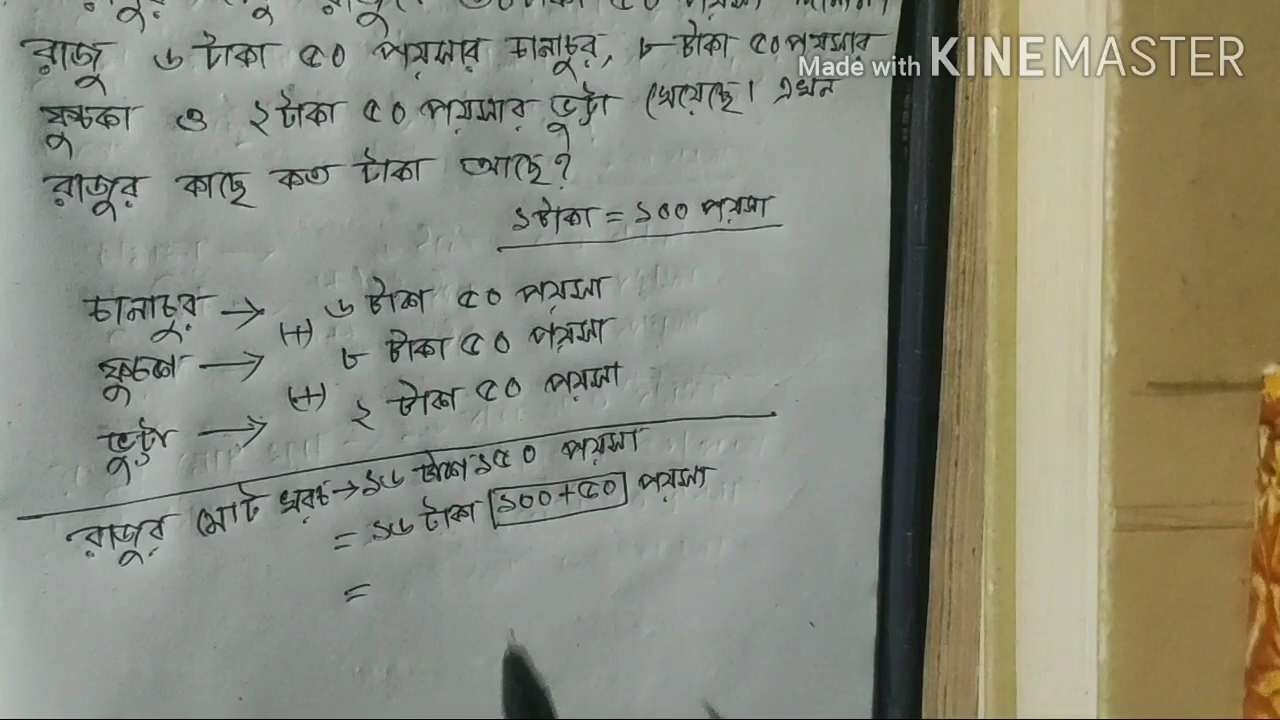 রাজু ৬ টাকা ৫০ পয়সার চানাচুর, ৮ টাকা ৫০ পয়সার
ফুচকা ও ২ টাকা ৫০ পয়সার ভুট্টা খেয়েছে। এখন
রাজুর কাছে কত টাকা আছে?
১ টাকা = ১০০ পয়সা
চানাচুর → ৬ টাকা ৫০ পয়সা
(+)
ফুচকা → ৮ টাকা ৫০ পয়সা
(+)
ভুট্টা → ২ টাকা ৫০ পয়সা
রাজুর মোট খরচ → ১৬ টাকা ১৫০ পয়সা
= ১৬ টাকা ১০০+৫০ পয়সা
=
Made with KINEMASTER